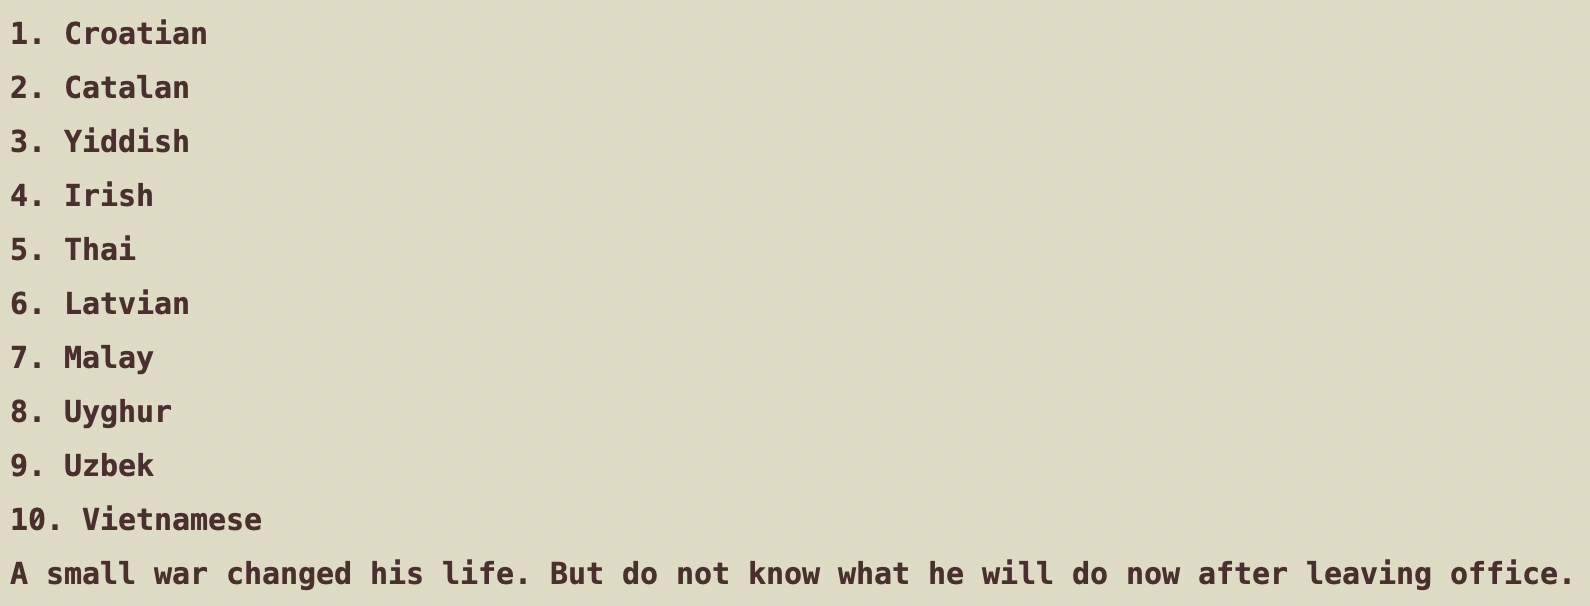 1. Croatian
2. Catalan
3. Yiddish
4. Irish
5. Thai
6. Latvian
7. Malay
8. Uyghur
9. Uzbek
10. Vietnamese
A small war changed his life. But do not know what he will do now after leaving office.